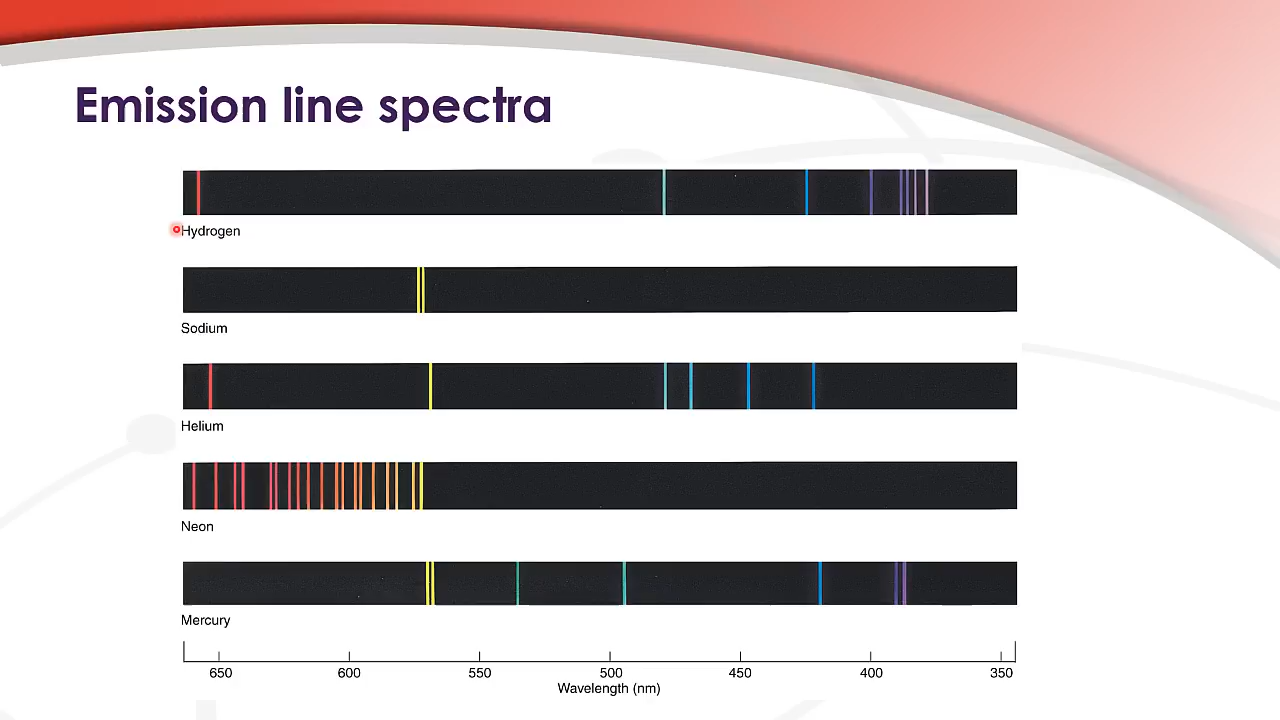 Emission line spectra
Hydrogen
Sodium
Helium
Neon
Mercury
650 600 550 500 450 400 350
Wavelength (nm)